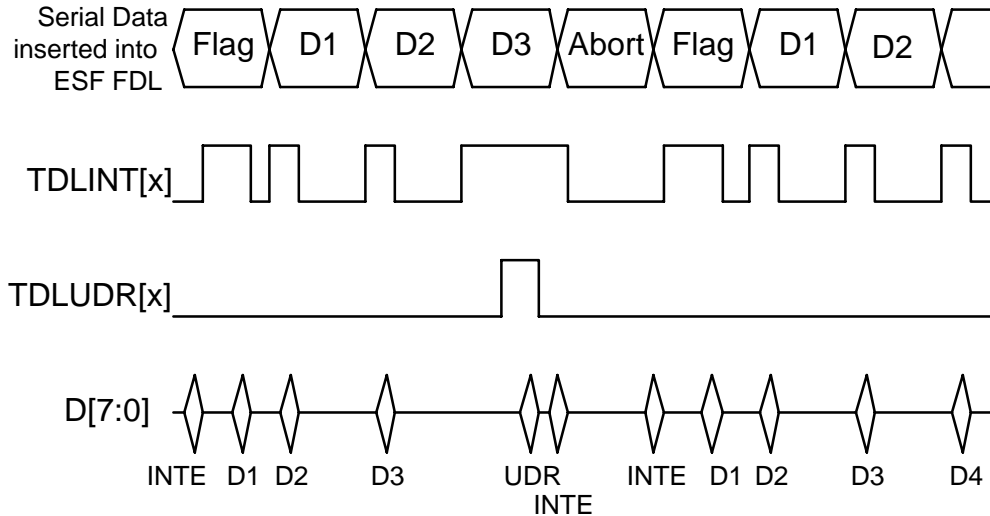 Serial Data
inserted into
ESF FDL
Flag D1 D2 D3 Abort Flag D1 D2
TDLINT[x]
TDLUDR[x]
D[7:0]
INTE D1 D2 D3 UDR INTE D1 D2 D3 D4
INTE